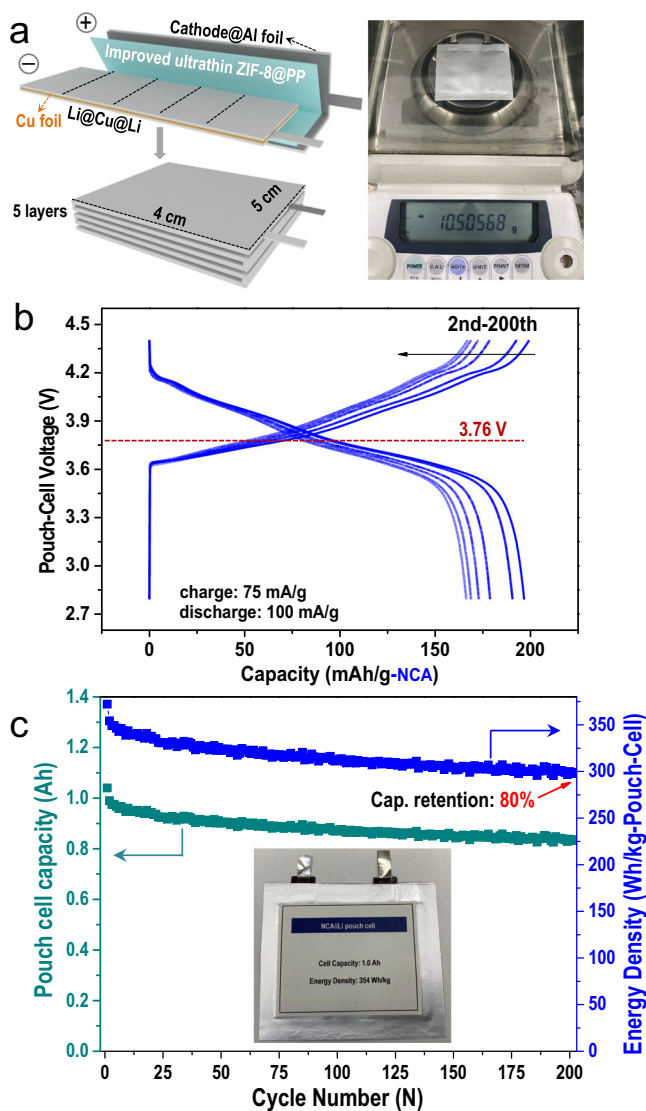 a
+
−
Cathode@Al foil
Improved ultrathin ZIF-8@PP
Cu foil
Li@Cu@Li
5 layers
4 cm
5 cm
10.50568 g
POWER
CAL
UNIT
PRINT
b
2nd-200th
3.76 V
charge: 75 mA/g
discharge: 100 mA/g
Pouch-Cell Voltage (V)
4.5
4.2
3.9
3.6
3.3
3.0
2.7
0 50 100 150 200
Capacity (mAh/g-NCA)
c
Pouch cell capacity (Ah)
1.4
1.2
1.0
0.8
0.6
0.4
0.2
0.0
Cap. retention: 80%
NCA//Li pouch cell
Cell Capacity: 1.0 Ah
Energy Density: 354 Wh/kg
350
300
250
200
150
100
50
0
Energy Density (Wh/kg-Pouch-Cell)
0 25 50 75 100 125 150 175 200
Cycle Number (N)